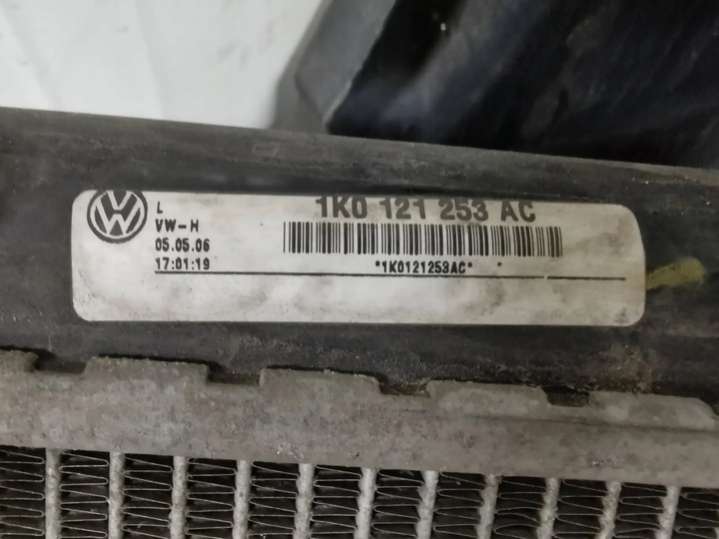 L
VW-H
05.05.06
17:01:19
1K0 121 253 AC
*1K0121253AC*